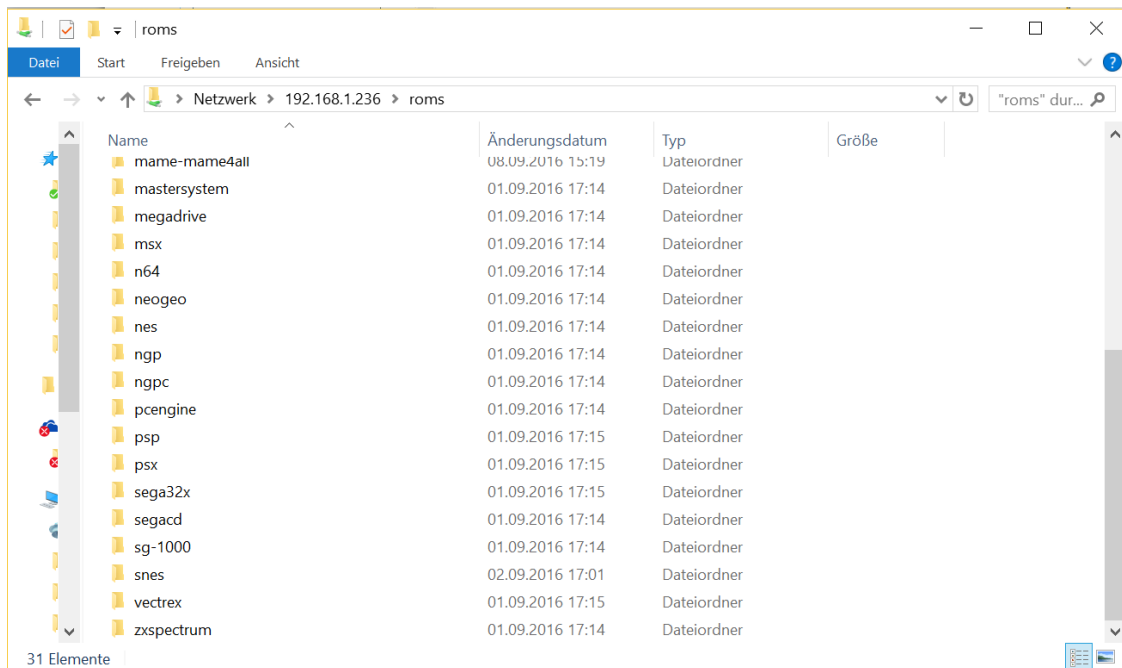 roms
Datei Start Freigeben Ansicht
Netzwerk 192.168.1.236 roms "roms" dur...
Name Änderungsdatum Typ Größe
mame-mame4all 08.09.2016 15:19 Dateiordner
mastersystem 01.09.2016 17:14 Dateiordner
megadrive 01.09.2016 17:14 Dateiordner
msx 01.09.2016 17:14 Dateiordner
n64 01.09.2016 17:14 Dateiordner
neogeo 01.09.2016 17:14 Dateiordner
nes 01.09.2016 17:14 Dateiordner
ngp 01.09.2016 17:14 Dateiordner
ngpc 01.09.2016 17:14 Dateiordner
pcengine 01.09.2016 17:14 Dateiordner
psp 01.09.2016 17:15 Dateiordner
psx 01.09.2016 17:15 Dateiordner
sega32x 01.09.2016 17:15 Dateiordner
segacd 01.09.2016 17:14 Dateiordner
sg-1000 01.09.2016 17:14 Dateiordner
snes 02.09.2016 17:01 Dateiordner
vectrex 01.09.2016 17:15 Dateiordner
zxspectrum 01.09.2016 17:14 Dateiordner
31 Elemente